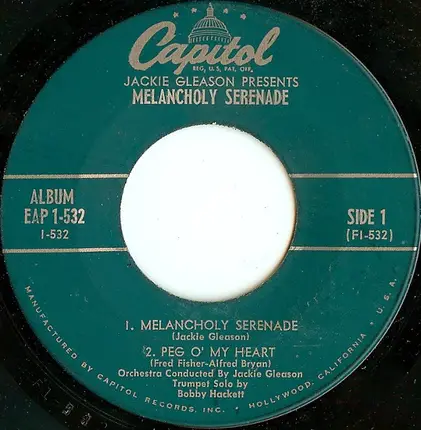 Capitol
REG. U.S. PAT. OFF.
JACKIE GLEASON PRESENTS
MELANCHOLY SERENADE
ALBUM
EAP 1-532
1-532
SIDE 1
(F1-532)
1. MELANCHOLY SERENADE
(Jackie Gleason)
2. PEG O' MY HEART
(Fred Fisher-Alfred Bryan)
Orchestra Conducted By Jackie Gleason
Trumpet Solo by
Bobby Hackett
MANUFACTURED BY CAPITOL RECORDS, INC. • HOLLYWOOD, CALIFORNIA • U.S.A.